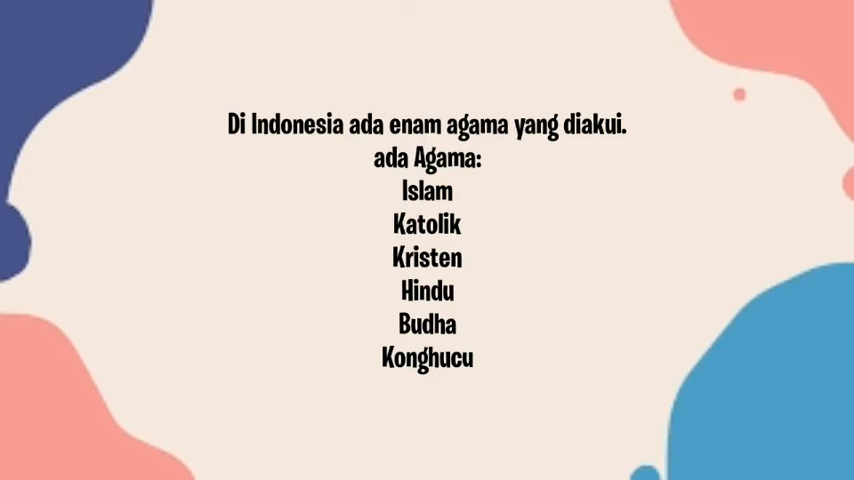 Di Indonesia ada enam agama yang diakui.
ada Agama:
Islam
Katolik
Kristen
Hindu
Budha
Konghucu